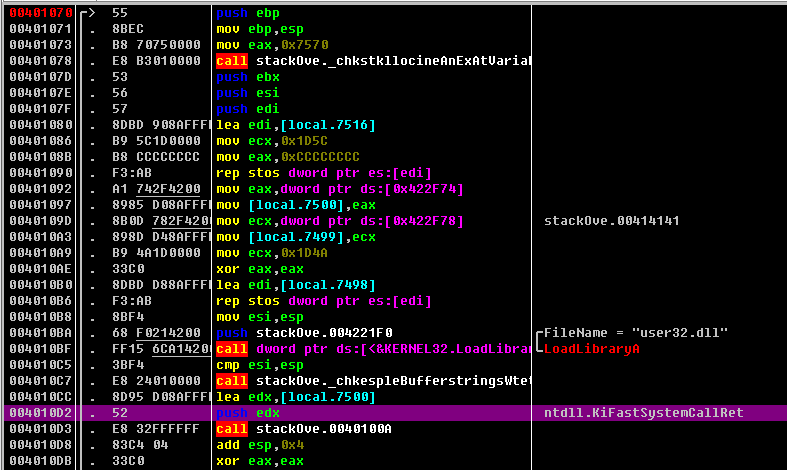 00401070 ┌> 55 push ebp
00401071 . 8BEC mov ebp,esp
00401073 . B8 70750000 mov eax,0x7570
00401078 . E8 B3010000 call stackOve._chkstkllocineAnExAtVarial
0040107D . 53 push ebx
0040107E . 56 push esi
0040107F . 57 push edi
00401080 . 8DBD 908AFFFF lea edi,[local.7516]
00401086 . B9 5C1D0000 mov ecx,0x1D5C
0040108B . B8 CCCCCCCC mov eax,0xCCCCCCCC
00401090 . F3:AB rep stos dword ptr es:[edi]
00401092 . A1 742F4200 mov eax,dword ptr ds:[0x422F74]
00401097 . 8985 D08AFFFF mov [local.7500],eax
0040109D . 8B0D 782F4200 mov ecx,dword ptr ds:[0x422F78] stackOve.00414141
004010A3 . 898D D48AFFFF mov [local.7499],ecx
004010A9 . B9 4A1D0000 mov ecx,0x1D4A
004010AE . 33C0 xor eax,eax
004010B0 . 8DBD D88AFFFF lea edi,[local.7498]
004010B6 . F3:AB rep stos dword ptr es:[edi]
004010B8 . 8BF4 mov esi,esp
004010BA . 68 F0214200 push stackOve.004221F0 ┌FileName = "user32.dll"
004010BF . FF15 6CA14200 call dword ptr ds:[<&KERNEL32.LoadLibrar └LoadLibraryA
004010C5 . 3BF4 cmp esi,esp
004010C7 . E8 24010000 call stackOve._chkespleBufferstringsWtet
004010CC . 8D95 D08AFFFF lea edx,[local.7500]
004010D2 . 52 push edx ntdll.KiFastSystemCallRet
004010D3 . E8 32FFFFFF call stackOve.0040100A
004010D8 . 83C4 04 add esp,0x4
004010DB . 33C0 xor eax,eax